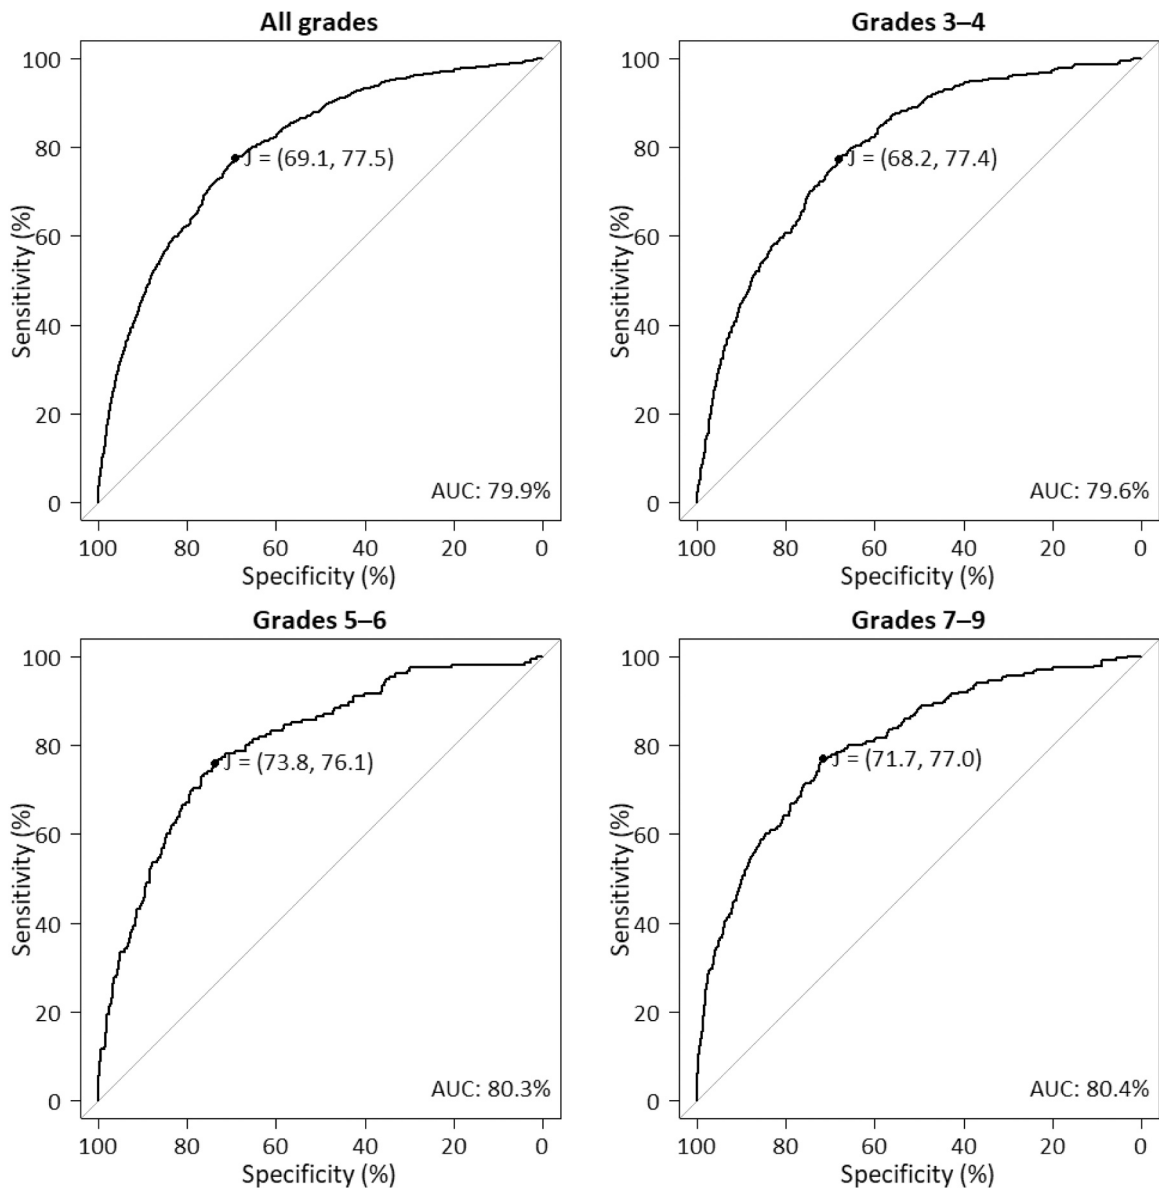 All grades
100
80
60
40
20
0
Sensitivity (%)
J = (69.1, 77.5)
AUC: 79.9%
100 80 60 40 20 0
Specificity (%)
Grades 3–4
100
80
60
40
20
0
Sensitivity (%)
J = (68.2, 77.4)
AUC: 79.6%
100 80 60 40 20 0
Specificity (%)
Grades 5–6
100
80
60
40
20
0
Sensitivity (%)
J = (73.8, 76.1)
AUC: 80.3%
100 80 60 40 20 0
Specificity (%)
Grades 7–9
100
80
60
40
20
0
Sensitivity (%)
J = (71.7, 77.0)
AUC: 80.4%
100 80 60 40 20 0
Specificity (%)